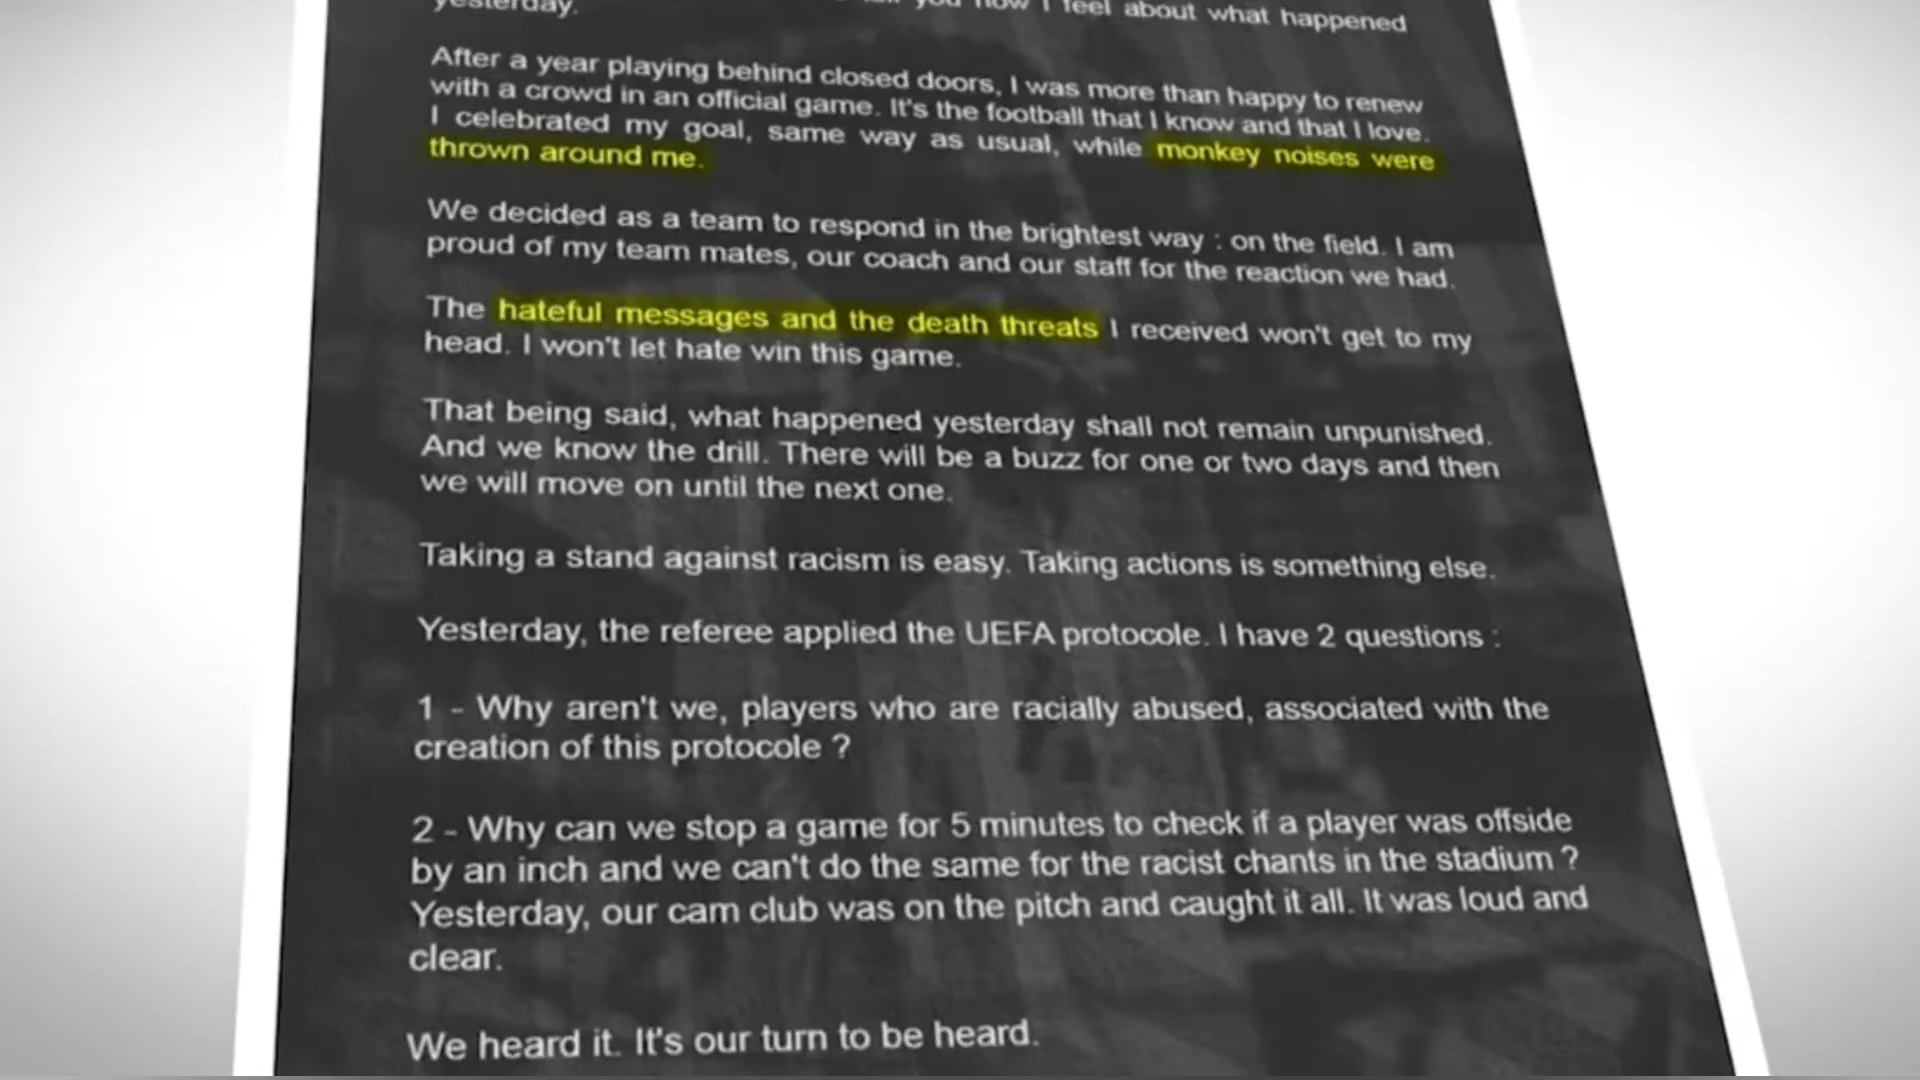 feel about what happened
yesterday.
After a year playing behind closed doors, I was more than happy to renew
with a crowd in an official game. It's the football that I know and that I love.
I celebrated my goal, same way as usual, while monkey noises were
thrown around me.
We decided as a team to respond in the brightest way : on the field. I am
proud of my team mates, our coach and our staff for the reaction we had.
The hateful messages and the death threats I received won't get to my
head. I won't let hate win this game.
That being said, what happened yesterday shall not remain unpunished.
And we know the drill. There will be a buzz for one or two days and then
we will move on until the next one.
Taking a stand against racism is easy. Taking actions is something else.
Yesterday, the referee applied the UEFA protocole. I have 2 questions :
1 - Why aren't we, players who are racially abused, associated with the
creation of this protocole ?
2 - Why can we stop a game for 5 minutes to check if a player was offside
by an inch and we can't do the same for the racist chants in the stadium ?
Yesterday, our cam club was on the pitch and caught it all. It was loud and
clear.
We heard it. It's our turn to be heard.